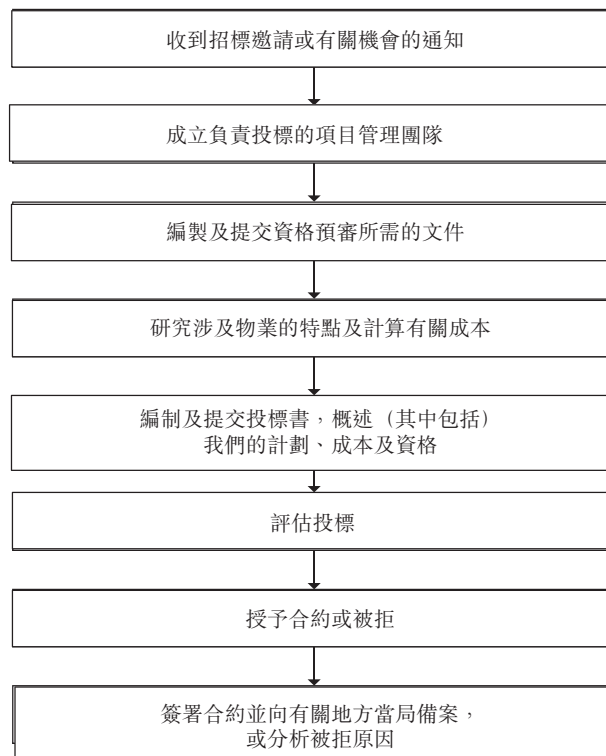 收到招標邀請或有關機會的通知
成立負責投標的項目管理團隊
編製及提交資格預審所需的文件
研究涉及物業的特點及計算有關成本
編制及提交投標書，概述（其中包括）
我們的計劃、成本及資格
評估投標
授予合約或被拒
簽署合約並向有關地方當局備案，
或分析被拒原因